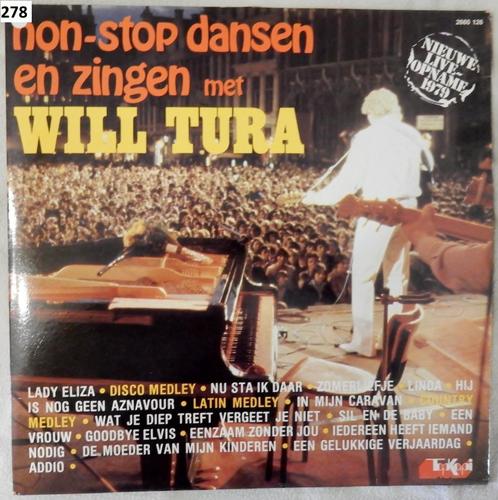 278
non-stop dansen
2660 126
en zingen met
WILL TURA
NIEUWE
LIVE
OPNAME
1979
LADY ELIZA • DISCO MEDLEY • NU STA IK DAAR • ZOMERLIEFJE • LINDA • HIJ
IS NOG GEEN AZNAVOUR • LATIN MEDLEY • IN MIJN CARAVAN • COUNTRY
MEDLEY • WAT JE DIEP TREFT VERGEET JE NIET • SIL EN DE BABY • EEN
VROUW • GOODBYE ELVIS • EENZAAM ZONDER JOU • IEDEREEN HEEFT IEMAND
NODIG • DE MOEDER VAN MIJN KINDEREN • EEN GELUKKIGE VERJAARDAG •
ADDIO •
TopKapi